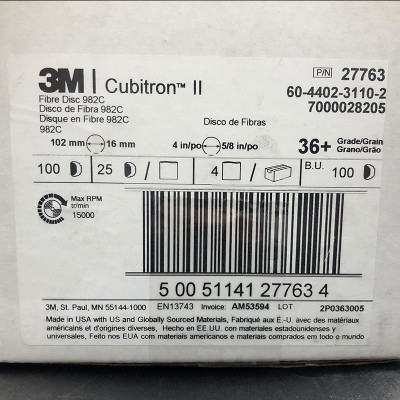 3M | Cubitron™ II
P/N 27763
60-4402-3110-2
7000028205
Fibre Disc 982C
Disco de Fibra 982C
Disque en Fibre 982C
982C
Disco de Fibras
102 mm 16 mm
4 in/po 5/8 in/po
36+ Grade/Grain
Grano/Grão
100 25 / 4 / B.U. 100
Max RPM
tr/min
15000
5 00 51141 27763 4
3M, St. Paul, MN 55144-1000 EN13743 Invoice: AM53594 LOT 2P0363005
Made in USA with US and Globally Sourced Materials, Fabriqué aux É.-U. avec des matériaux
américains et d'origines diverses, Hecho en EE.UU. con materiales estadounidenses y
universales, Feito nos EUA com materiais americanos e materiais comprados em todo o mundo